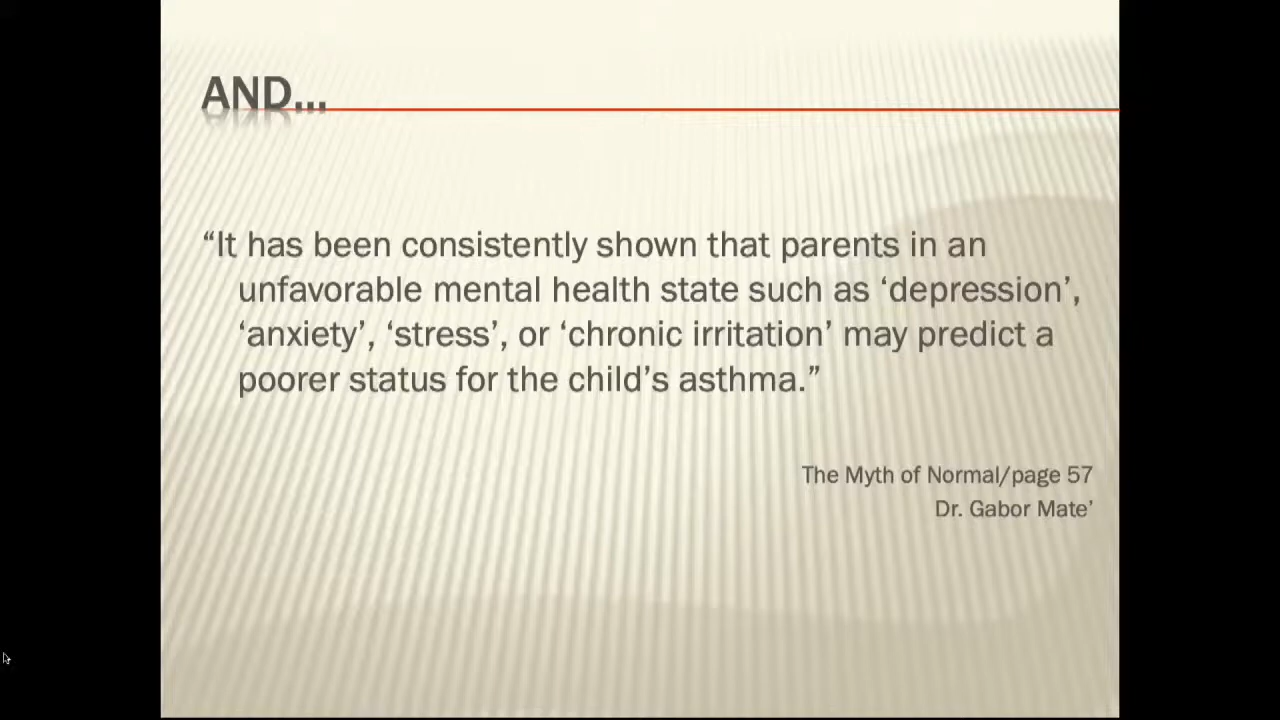 AND...
“It has been consistently shown that parents in an
unfavorable mental health state such as ‘depression’,
‘anxiety’, ‘stress’, or ‘chronic irritation’ may predict a
poorer status for the child’s asthma.”
The Myth of Normal/page 57
Dr. Gabor Mate’